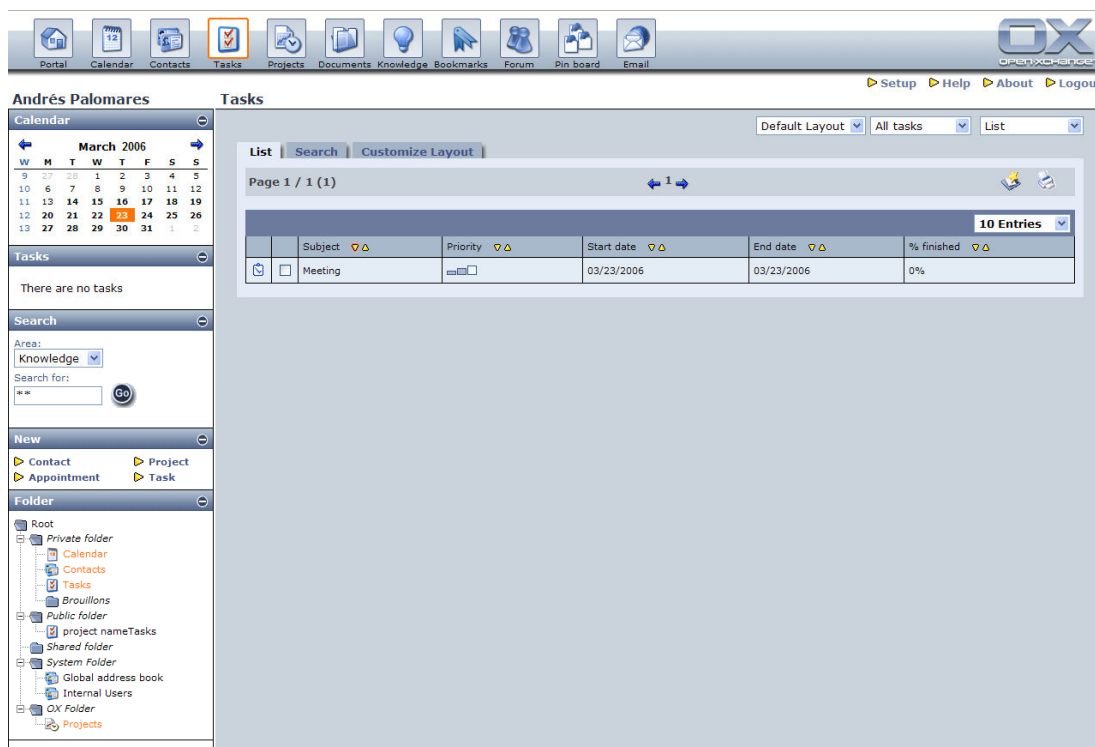 OX
OPEN-XCHANGE
12
Portal Calendar Contacts Tasks Projects Documents Knowledge Bookmarks Forum Pin board Email
Setup Help About Logou
Andrés Palomares
Tasks
Calendar
March 2006
W M T W T F S S
9 27 28 1 2 3 4 5
10 6 7 8 9 10 11 12
11 13 14 15 16 17 18 19
12 20 21 22 23 24 25 26
13 27 28 29 30 31 1 2
Tasks
There are no tasks
Search
Area:
Knowledge
Search for:
**
Go
New
Contact Project
Appointment Task
Folder
Root
Private folder
Calendar
Contacts
Tasks
Brouillons
Public folder
project nameTasks
Shared folder
System Folder
Global address book
Internal Users
OX Folder
Projects
Default Layout All tasks List
List Search Customize Layout
Page 1 / 1 (1) 1
10 Entries
Subject Priority Start date End date % finished
Meeting 03/23/2006 03/23/2006 0%